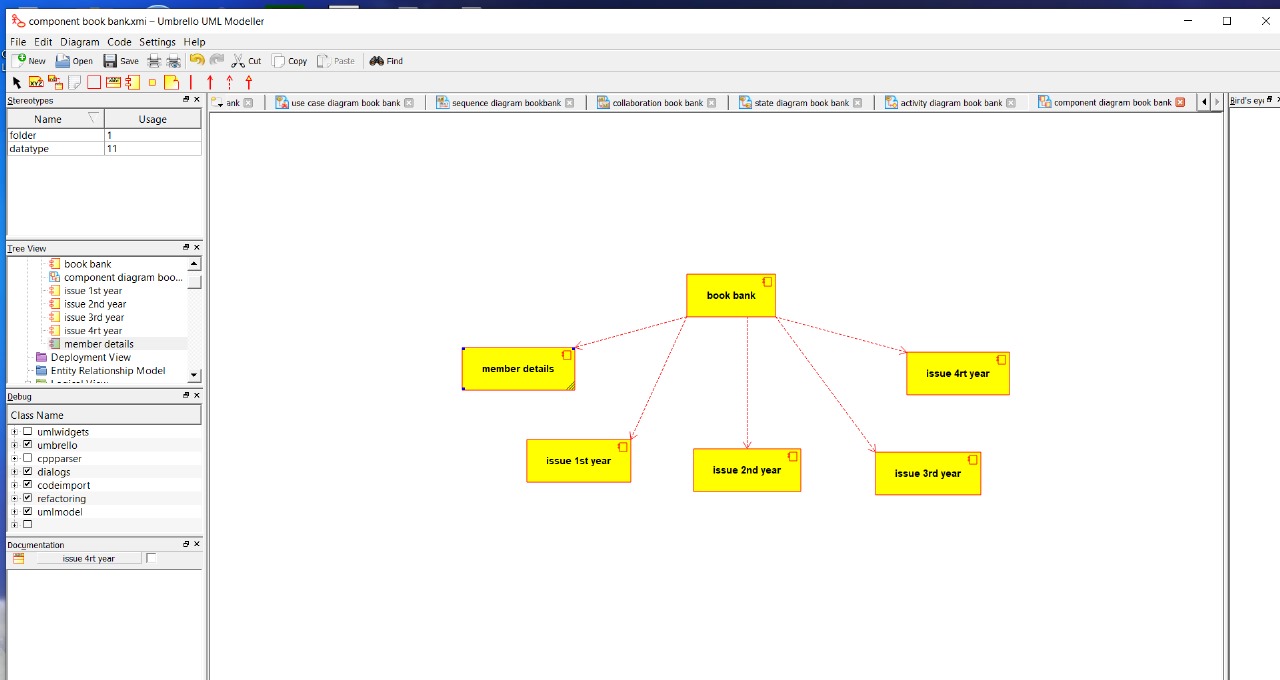 component book bank.xmi – Umbrello UML Modeller
File Edit Diagram Code Settings Help
New Open Save Cut Copy Paste Find
XYZ
Stereotypes
Name Usage
folder 1
datatype 11
ank use case diagram book bank sequence diagram bookbank collaboration book bank state diagram book bank activity diagram book bank component diagram book bank
Bird's ey
Tree View
book bank
component diagram boo...
issue 1st year
issue 2nd year
issue 3rd year
issue 4rt year
member details
Deployment View
Entity Relationship Model
Logical View
Debug
Class Name
umlwidgets
umbrello
cppparser
dialogs
codeimport
refactoring
umlmodel
Documentation
issue 4rt year
book bank
member details
issue 4rt year
issue 1st year
issue 2nd year
issue 3rd year